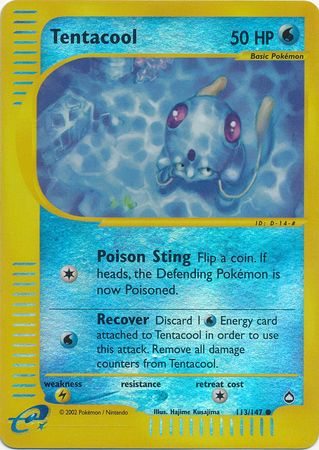 Tentacool 50 HP
Basic Pokémon
ID: D-14-#
Poison Sting Flip a coin. If
heads, the Defending Pokémon is
now Poisoned.
Recover Discard 1 Energy card
attached to Tentacool in order to use
this attack. Remove all damage
counters from Tentacool.
weakness resistance retreat cost
© 2002 Pokémon / Nintendo Illus. Hajime Kusajima 113/147
e